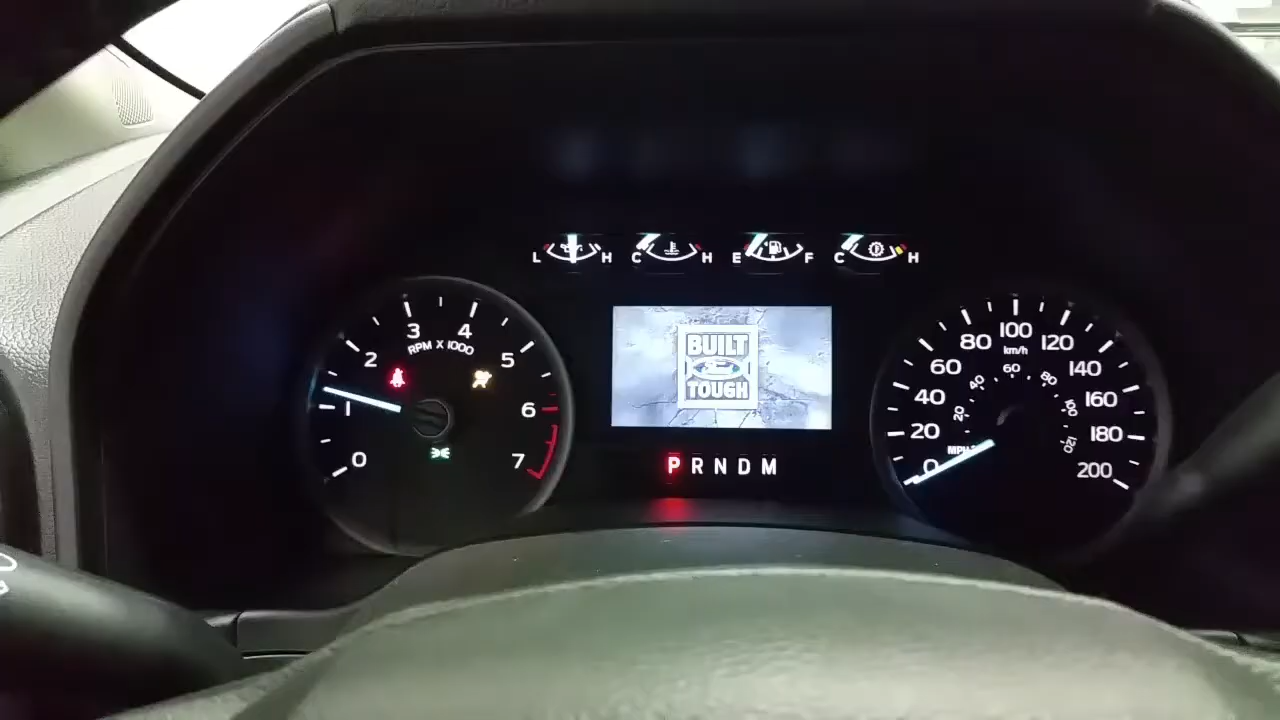 L H C H E F C H
3 4
RPM X 1000
2 5
1 6
0 7
BUILT
Ford
TOUGH
P R N D M
100
80 120
km/h
60 60 140
40 80
40 160
20 100
20 180
120
MPH
0 200